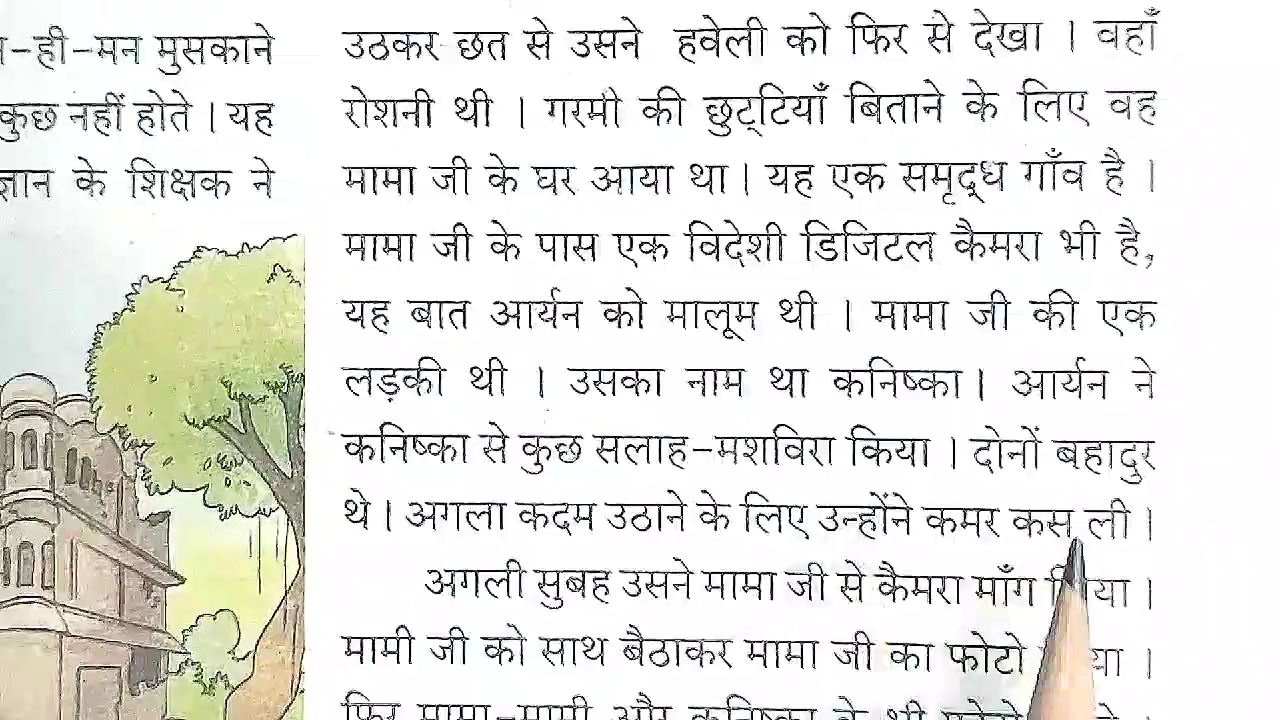 -ही-मन मुसकाने
कुछ नहीं होते । यह
के शिक्षक ने
उठकर छत से उसने हवेली को फिर से देखा । वहाँ
रोशनी थी । गरमी की छुट्टियाँ बिताने के लिए वह
मामा जी के घर आया था । यह एक समृद्ध गाँव है ।
मामा जी के पास एक विदेशी डिजिटल कैमरा भी है,
यह बात आर्यन को मालूम थी । मामा जी की एक
लड़की थी । उसका नाम था कनिष्का । आर्यन ने
कनिष्का से कुछ सलाह-मशविरा किया । दोनों बहादुर
थे । अगला कदम उठाने के लिए उन्होंने कमर कस ली ।
अगली सुबह उसने मामा जी से कैमरा माँग
मामी जी को साथ बैठाकर मामा जी का फोटो